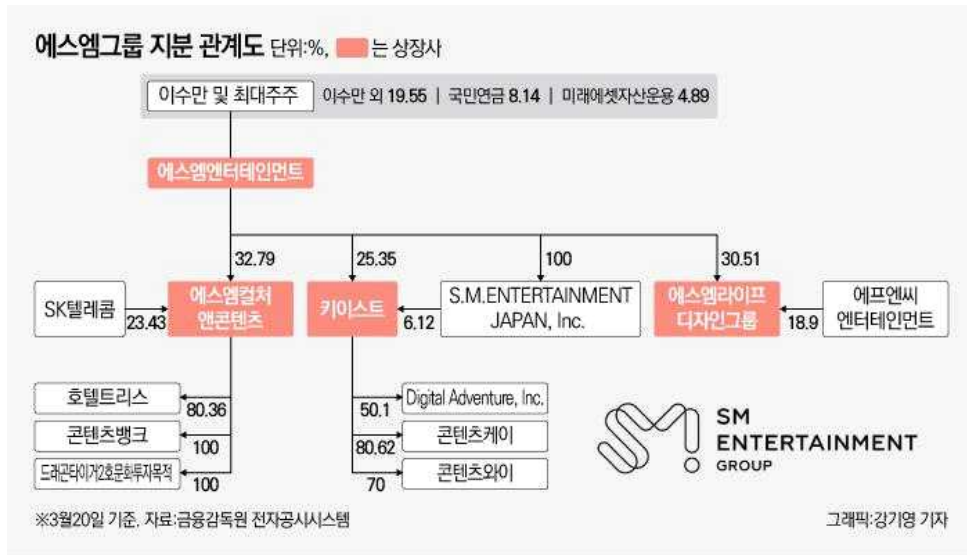 에스엠그룹 지분 관계도 단위:%, 는 상장사
이수만 및 최대주주 이수만 외 19.55 | 국민연금 8.14 | 미래에셋자산운용 4.89
에스엠엔터테인먼트
32.79 25.35 100 30.51
SK텔레콤
23.43
에스엠컬처
앤콘텐츠
키이스트
6.12
S.M.ENTERTAINMENT
JAPAN, Inc.
에스엠라이프
디자인그룹
18.9
에프엔씨
엔터테인먼트
호텔트리스
80.36
콘텐츠뱅크
100
드래곤타이거2호문화투자목적
100
Digital Adventure, Inc.
50.1
콘텐츠케이
80.62
콘텐츠와이
70
SM
ENTERTAINMENT
GROUP
※3월20일 기준. 자료:금융감독원 전자공시시스템
그래픽:강기영 기자